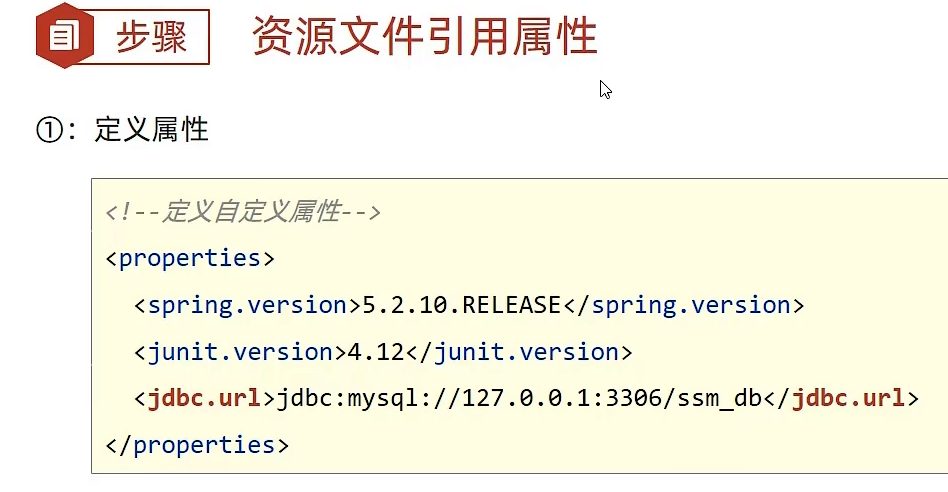 步骤 资源文件引用属性
①：定义属性
<!--定义自定义属性-->
<properties>
<spring.version>5.2.10.RELEASE</spring.version>
<junit.version>4.12</junit.version>
<jdbc.url>jdbc:mysql://127.0.0.1:3306/ssm_db</jdbc.url>
</properties>